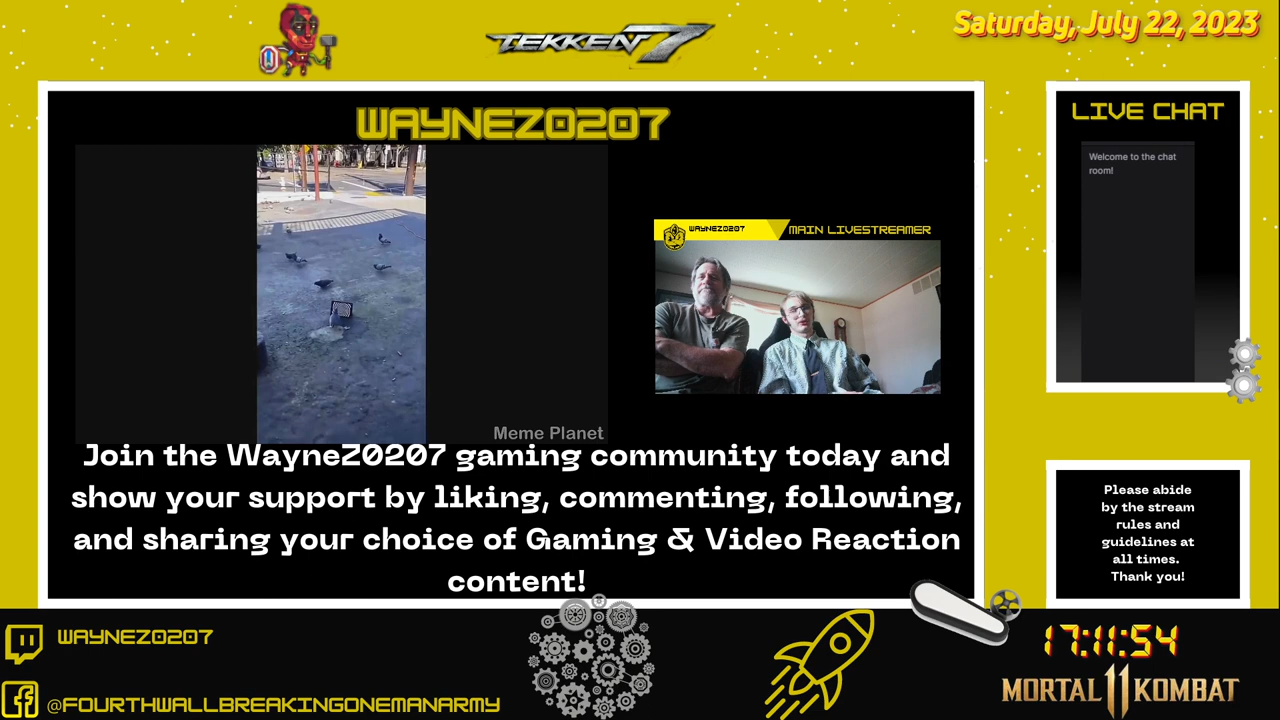 TEKKEN 7
Saturday, July 22, 2023
WAYNEZ0207
LIVE CHAT
Welcome to the chat
room!
WAYNEZ0207
MAIN LIVESTREAMER
Meme Planet
Join the WayneZ0207 gaming community today and
show your support by liking, commenting, following,
and sharing your choice of Gaming & Video Reaction
content!
Please abide
by the stream
rules and
guidelines at
all times.
Thank you!
WAYNEZ0207
17:11:54
@FOURTHWALLBREAKINGONEMANARMY
MORTAL 11 KOMBAT